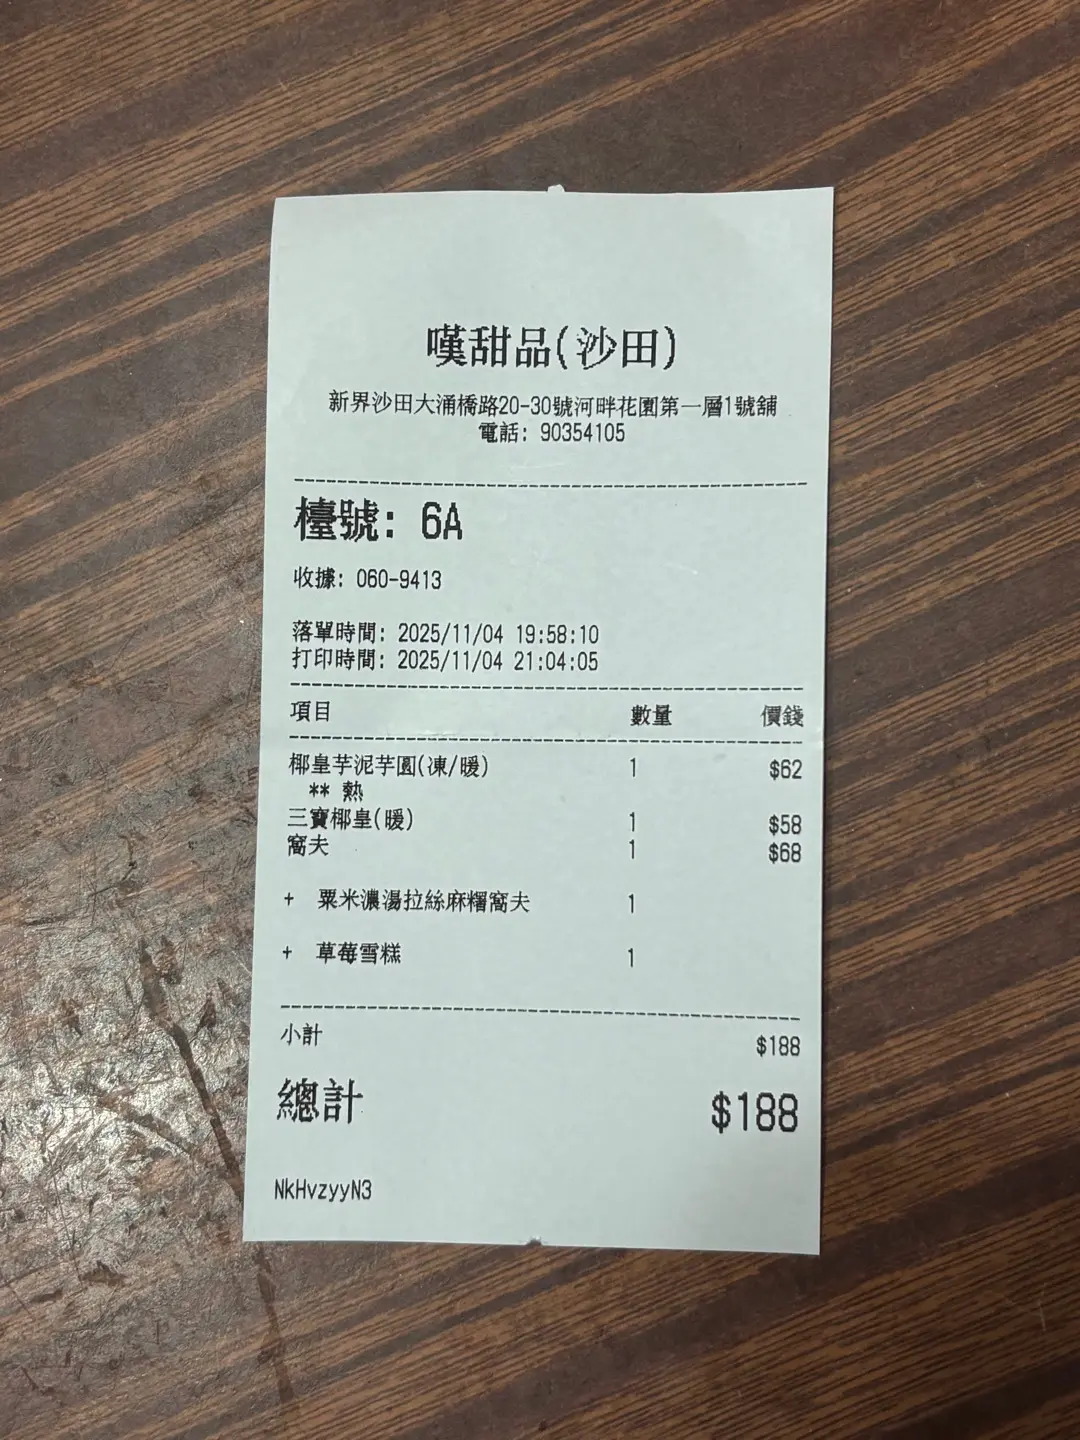 嘆甜品(沙田)
新界沙田大涌橋路20-30號河畔花園第一層1號舖
電話: 90354105
檯號: 6A
收據: 060-9413
落單時間: 2025/11/04 19:58:10
打印時間: 2025/11/04 21:04:05
項目 數量 價錢
椰皇芋泥芋圓(凍/暖) 1 $62
** 熱
三寶椰皇(暖) 1 $58
窩夫 1 $68
+ 粟米濃湯拉絲麻糬窩夫 1
+ 草莓雪糕 1
小計 $188
總計 $188
NkHvzyyN3